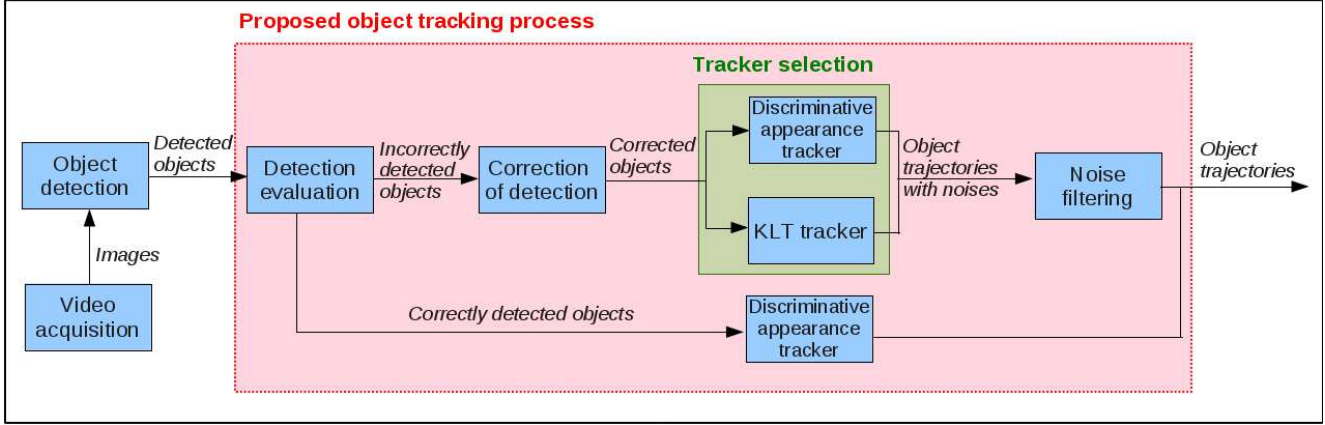 Proposed object tracking process
Tracker selection
Object
detection
Detected
objects
Images
Video
acquisition
Detection
evaluation
Incorrectly
detected
objects
Correction
of detection
Corrected
objects
Discriminative
appearance
tracker
KLT tracker
Object
trajectories
with noises
Noise
filtering
Object
trajectories
Correctly detected objects
Discriminative
appearance
tracker